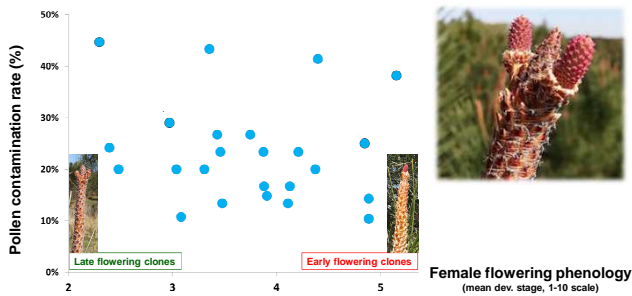 Pollen contamination rate (%)
50%
40%
30%
20%
10%
0%
Late flowering clones
Early flowering clones
2
3
4
5
Female flowering phenology
(mean dev. stage, 1-10 scale)